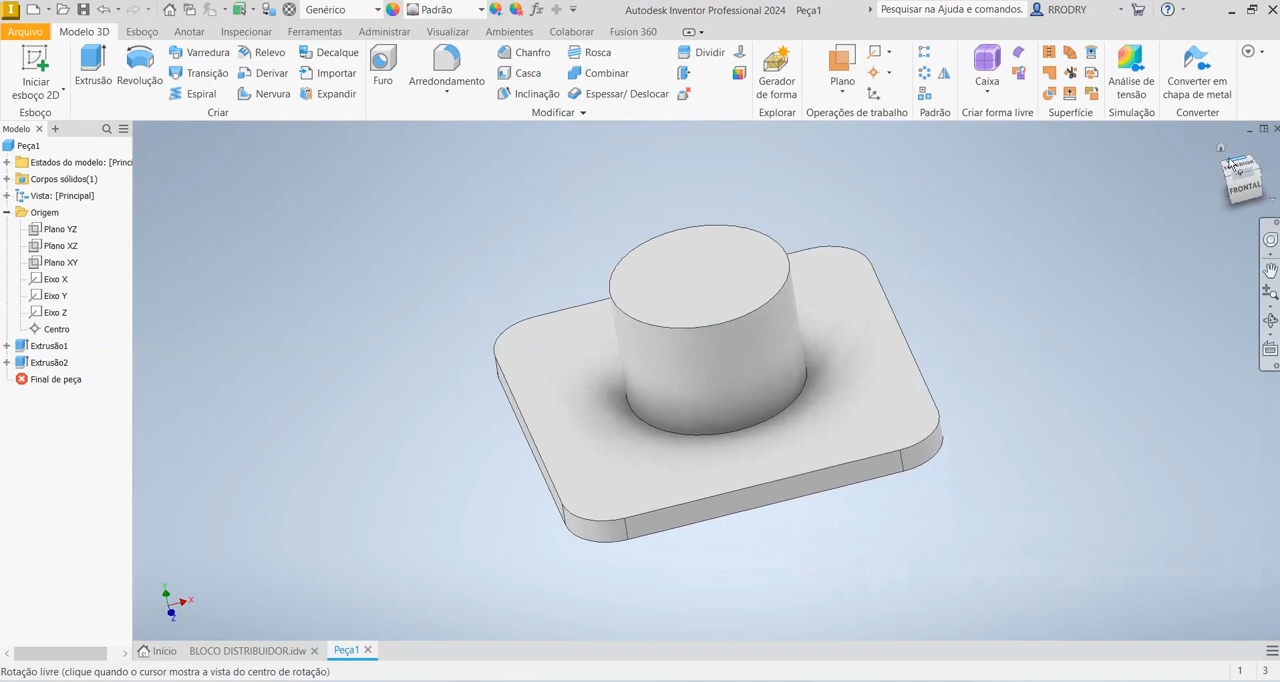 Genérico
Padrão
Autodesk Inventor Professional 2024 Peça1
Pesquisar na Ajuda e comandos.
RRODRY
Arquivo
Modelo 3D
Esboço
Anotar
Inspecionar
Ferramentas
Administrar
Visualizar
Ambientes
Colaborar
Fusion 360
Iniciar
esboço 2D
Esboço
Extrusão
Revolução
Varredura
Transição
Espiral
Relevo
Derivar
Nervura
Decalque
Importar
Expandir
Criar
Furo
Arredondamento
Chanfro
Casca
Inclinação
Rosca
Combinar
Espessar/ Deslocar
Dividir
Modificar
Gerador
de forma
Explorar
Plano
Operações de trabalho
Padrão
Caixa
Criar forma livre
Superfície
Análise de
tensão
Simulação
Converter em
chapa de metal
Converter
Modelo
Peça1
Estados do modelo: [Princi
Corpos sólidos(1)
Vista: [Principal]
Origem
Plano YZ
Plano XZ
Plano XY
Eixo X
Eixo Y
Eixo Z
Centro
Extrusão1
Extrusão2
Final de peça
FRONTAL
Y
X
Z
Início
BLOCO DISTRIBUIDOR.idw
Peça1
Rotação livre (clique quando o cursor mostra a vista do centro de rotação)
1
3